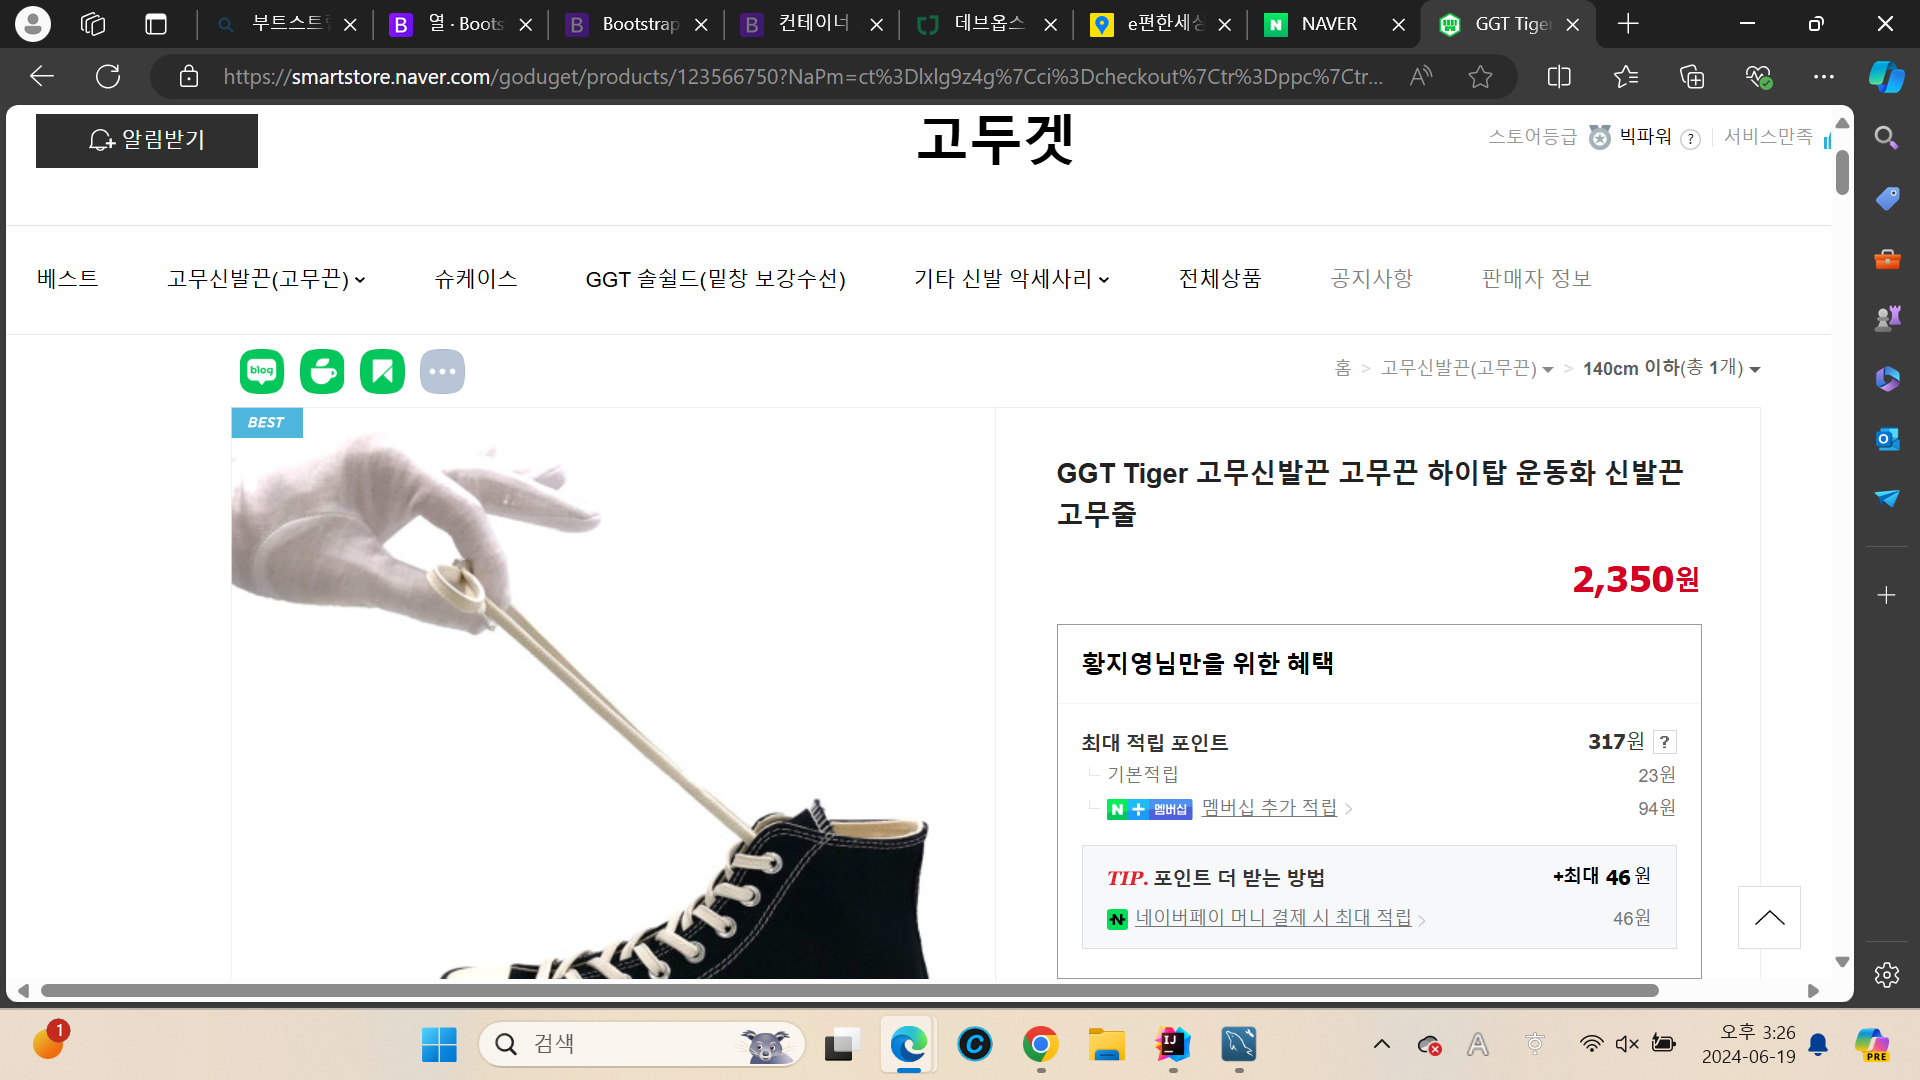 부트스트
열 · Boots
Bootstrap
컨테이너
데브옵스
e편한세상
NAVER
GGT Tiger
https://smartstore.naver.com/goduget/products/123566750?NaPm=ct%3Dlxlg9z4g%7Cci%3Dcheckout%7Ctr%3Dppc%7Ctr...
알림받기
고두겟
스토어등급 빅파워 ? 서비스만족
베스트 고무신발끈(고무끈) 슈케이스 GGT 솔쉴드(밑창 보강수선) 기타 신발 악세사리 전체상품 공지사항 판매자 정보
blog
홈 > 고무신발끈(고무끈) > 140cm 이하(총 1개)
BEST
GGT Tiger 고무신발끈 고무끈 하이탑 운동화 신발끈
고무줄
2,350원
황지영님만을 위한 혜택
최대 적립 포인트 317원 ?
기본적립 23원
N+ 멤버십 멤버십 추가 적립 94원
TIP. 포인트 더 받는 방법 +최대 46원
네이버페이 머니 결제 시 최대 적립 46원
1
검색
A 하
오후 3:26
2024-06-19
PRE